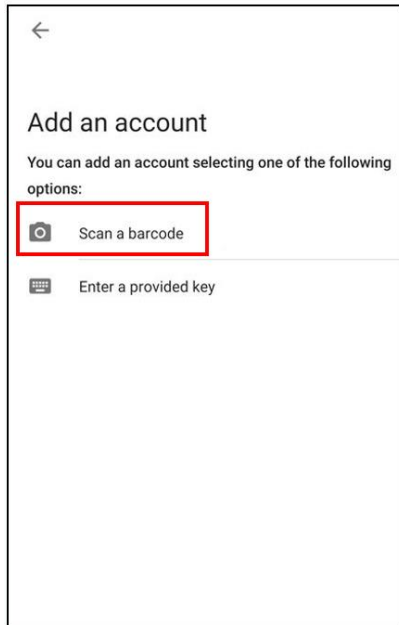 Add an account
You can add an account selecting one of the following
options:
Scan a barcode
Enter a provided key